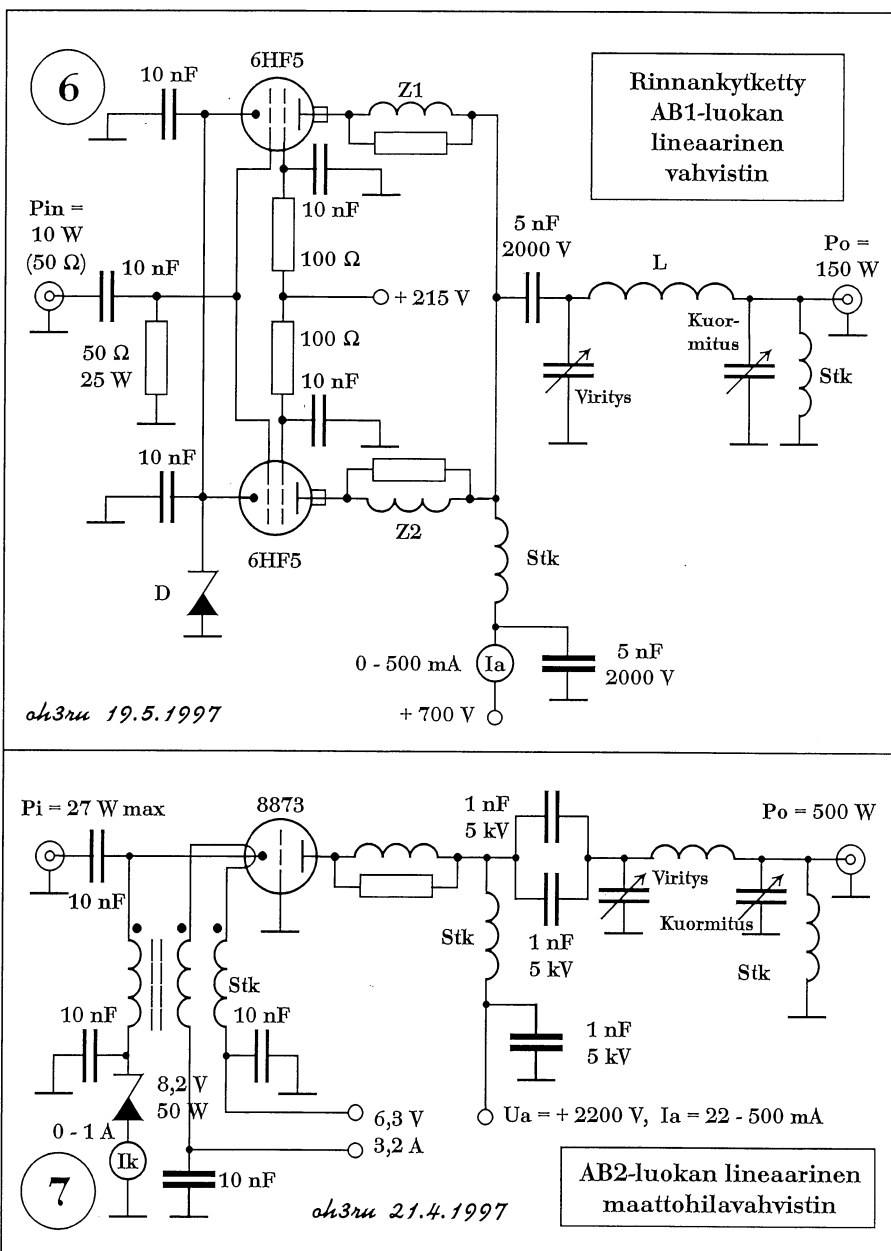 6
10 nF
6HF5
Z1
Rinnankytketty
AB1-luokan
lineaarinen
vahvistin
10 nF
Pin =
10 W
(50 Ω)
10 nF
100 Ω
5 nF
2000 V
L
Po =
150 W
+ 215 V
50 Ω
25 W
100 Ω
10 nF
Kuor-
mitus
Viritys
Stk
10 nF
6HF5
Z2
Stk
D
0 - 500 mA
Ia
5 nF
2000 V
+ 700 V
oh3ru 19.5.1997
Pi = 27 W max
8873
1 nF
5 kV
Po = 500 W
10 nF
Viritys
Kuormitus
Stk
1 nF
5 kV
Stk
Stk
10 nF
10 nF
1 nF
5 kV
8,2 V
50 W
0 - 1 A
Ik
6,3 V
3,2 A
Ua = + 2200 V, Ia = 22 - 500 mA
7
10 nF
oh3ru 21.4.1997
AB2-luokan lineaarinen
maattohilavahvistin